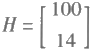 H = [ 100
14 ]